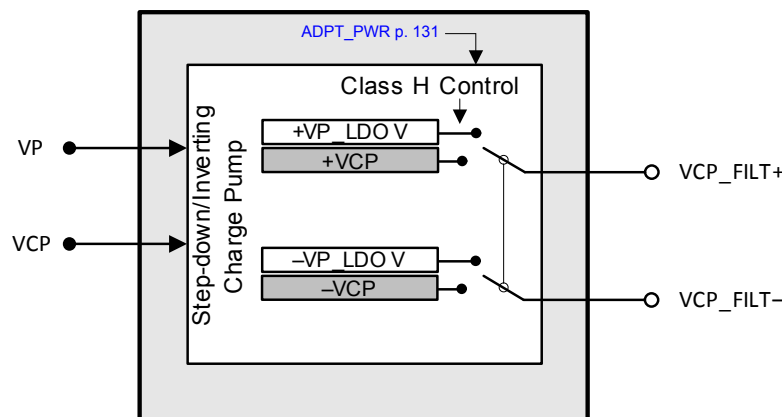 ADPT_PWR p. 131
Class H Control
Step-down/Inverting
Charge Pump
VP
VCP
+VP_LDO V
+VCP
–VP_LDO V
–VCP
VCP_FILT+
VCP_FILT–